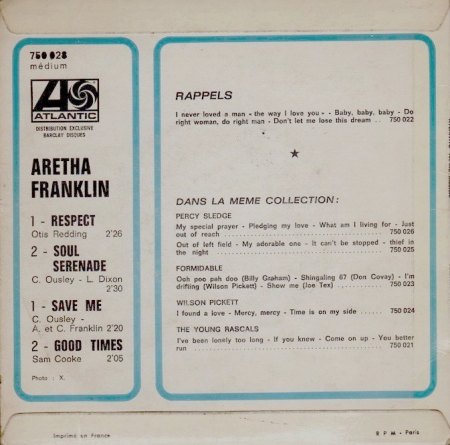 750 028
médium
ATLANTIC
DISTRIBUTION EXCLUSIVE
BARCLAY DISQUES
ARETHA
FRANKLIN
1 - RESPECT
Otis Redding 2'26
2 - SOUL
SERENADE
C. Ousley - L. Dixon
2'30
1 - SAVE ME
C. Ousley -
A. et C. Franklin 2'20
2 - GOOD TIMES
Sam Cooke 2'05
Photo : X.
RAPPELS
I never loved a man - the way I love you - - Baby, baby, baby - Do
right woman, do right man - Don't let me lose this dream .. 750 022
★
DANS LA MEME COLLECTION :
PERCY SLEDGE
My special prayer - Pledging my love - What am I living for - Just
out of reach ........ 750 026
Out of left field - My adorable one - It can't be stopped - thief in
the night ........ 750 025
FORMIDABLE
Ooh poo pah doo (Billy Graham) - Shingaling 67 (Don Covay) - I'm
drifting (Wilson Pickett) - Show me (Joe Tex) ........ 750 023
WILSON PICKETT
I found a love - Mercy, mercy - Time is on my side .... 750 024
THE YOUNG RASCALS
I've been lonely too long - If you knew - Come on up - You better
run ........ 750 021
Imprimé en France
R P M - Paris